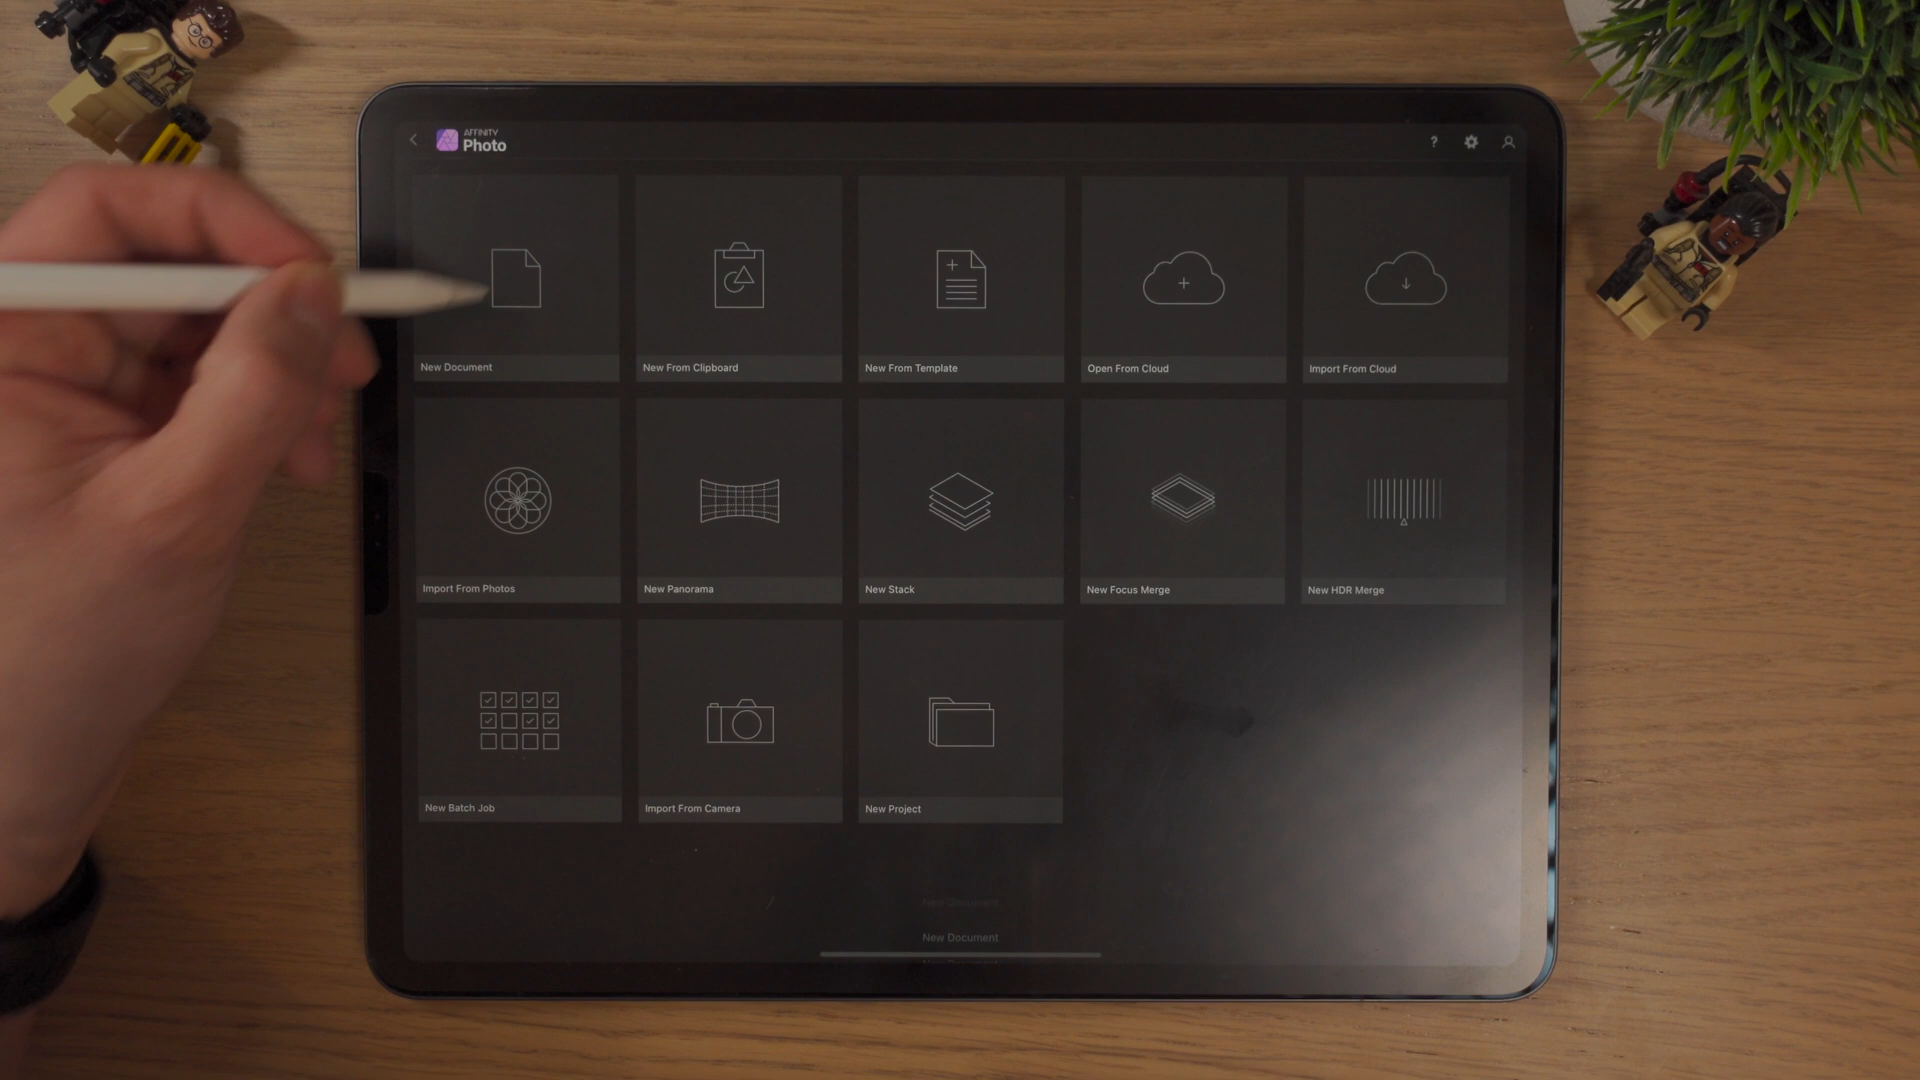 AFFINITY
Photo
?
New Document
New From Clipboard
New From Template
Open From Cloud
Import From Cloud
Import From Photos
New Panorama
New Stack
New Focus Merge
New HDR Merge
New Batch Job
Import From Camera
New Project
New Document
New Document